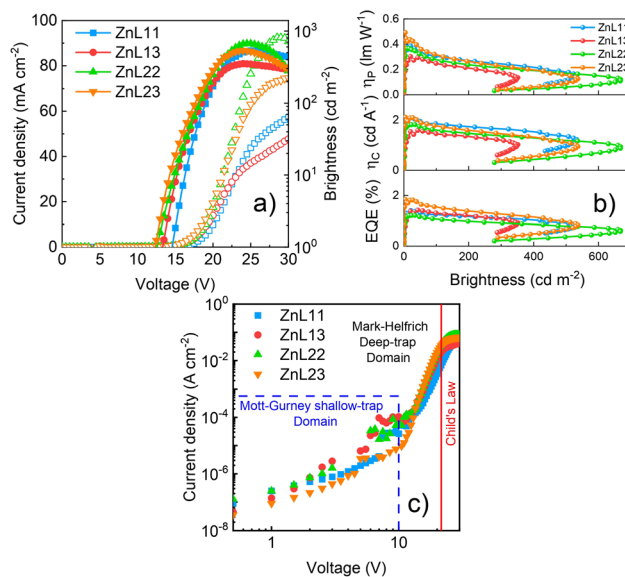 ZnL11
ZnL13
ZnL22
ZnL23
a)
100
80
60
40
20
0
Current density (mA cm⁻²)
10³
10²
10¹
10⁰
Brightness (cd m⁻²)
0 5 10 15 20 25 30
Voltage (V)
ZnL11
ZnL13
ZnL22
ZnL23
b)
0.6
0.4
0.2
0.0
ηP (lm W⁻¹)
2
1
0
ηC (cd A⁻¹)
2
1
0
EQE (%)
0 200 400 600
Brightness (cd m⁻²)
ZnL11
ZnL13
ZnL22
ZnL23
Mark-Helfrich
Deep-trap
Domain
Mott-Gurney shallow-trap
Domain
Child's Law
c)
10⁰
10⁻²
10⁻⁴
10⁻⁶
10⁻⁸
Current density (A cm⁻²)
1 10
Voltage (V)